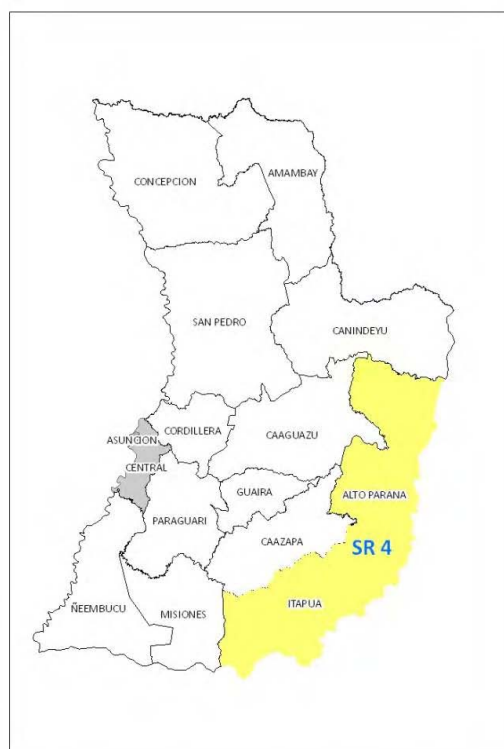 CONCEPCION
AMAMBAY
SAN PEDRO
CANINDEYU
ASUNCION
CORDILLERA
CAAGUAZU
CENTRAL
GUAIRA
ALTO PARANA
PARAGUARI
CAAZAPA
SR 4
ÑEEMBUCU
MISIONES
ITAPUA